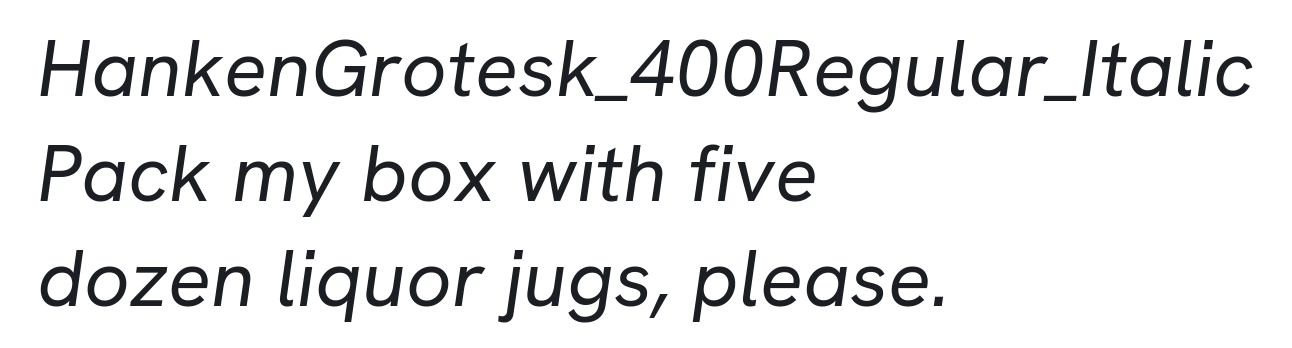 HankenGrotesk_400Regular_Italic
Pack my box with five
dozen liquor jugs, please.